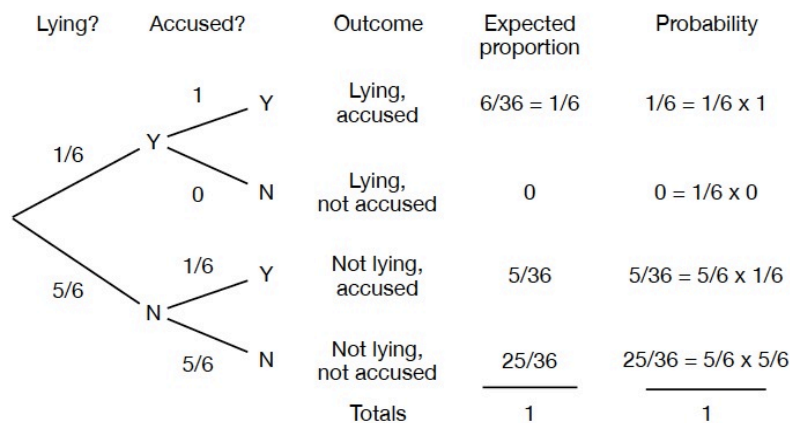 Lying? Accused? Outcome Expected proportion Probability
1 Y Lying, accused 6/36 = 1/6 1/6 = 1/6 x 1
1/6 Y
0 N Lying, not accused 0 0 = 1/6 x 0
1/6 Y Not lying, accused 5/36 5/36 = 5/6 x 1/6
5/6 N
5/6 N Not lying, not accused 25/36 25/36 = 5/6 x 5/6
Totals 1 1